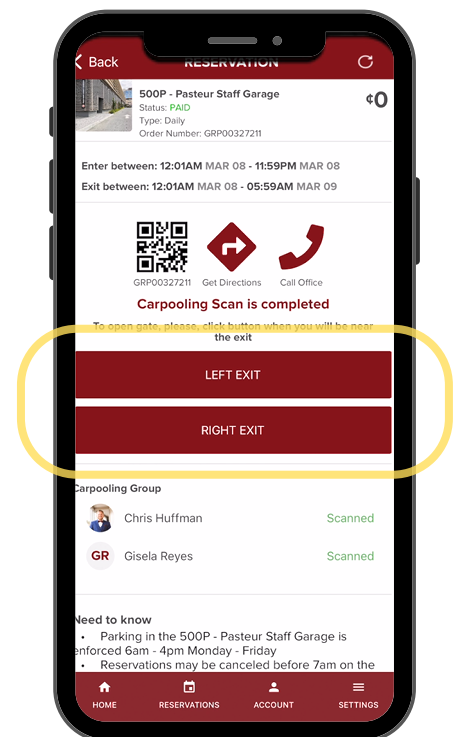 Back
RESERVATION
500P - Pasteur Staff Garage
¢0
Status: PAID
Type: Daily
Order Number: GRP00327211
Enter between: 12:01AM MAR 08 - 11:59PM MAR 08
Exit between: 12:01AM MAR 08 - 05:59AM MAR 09
GRP00327211 Get Directions Call Office
Carpooling Scan is completed
To open gate, please, click button when you will be near
the exit
LEFT EXIT
RIGHT EXIT
Carpooling Group
Chris Huffman Scanned
GR Gisela Reyes Scanned
Need to know
• Parking in the 500P - Pasteur Staff Garage is
enforced 6am - 4pm Monday - Friday
• Reservations may be canceled before 7am on the
HOME RESERVATIONS ACCOUNT SETTINGS